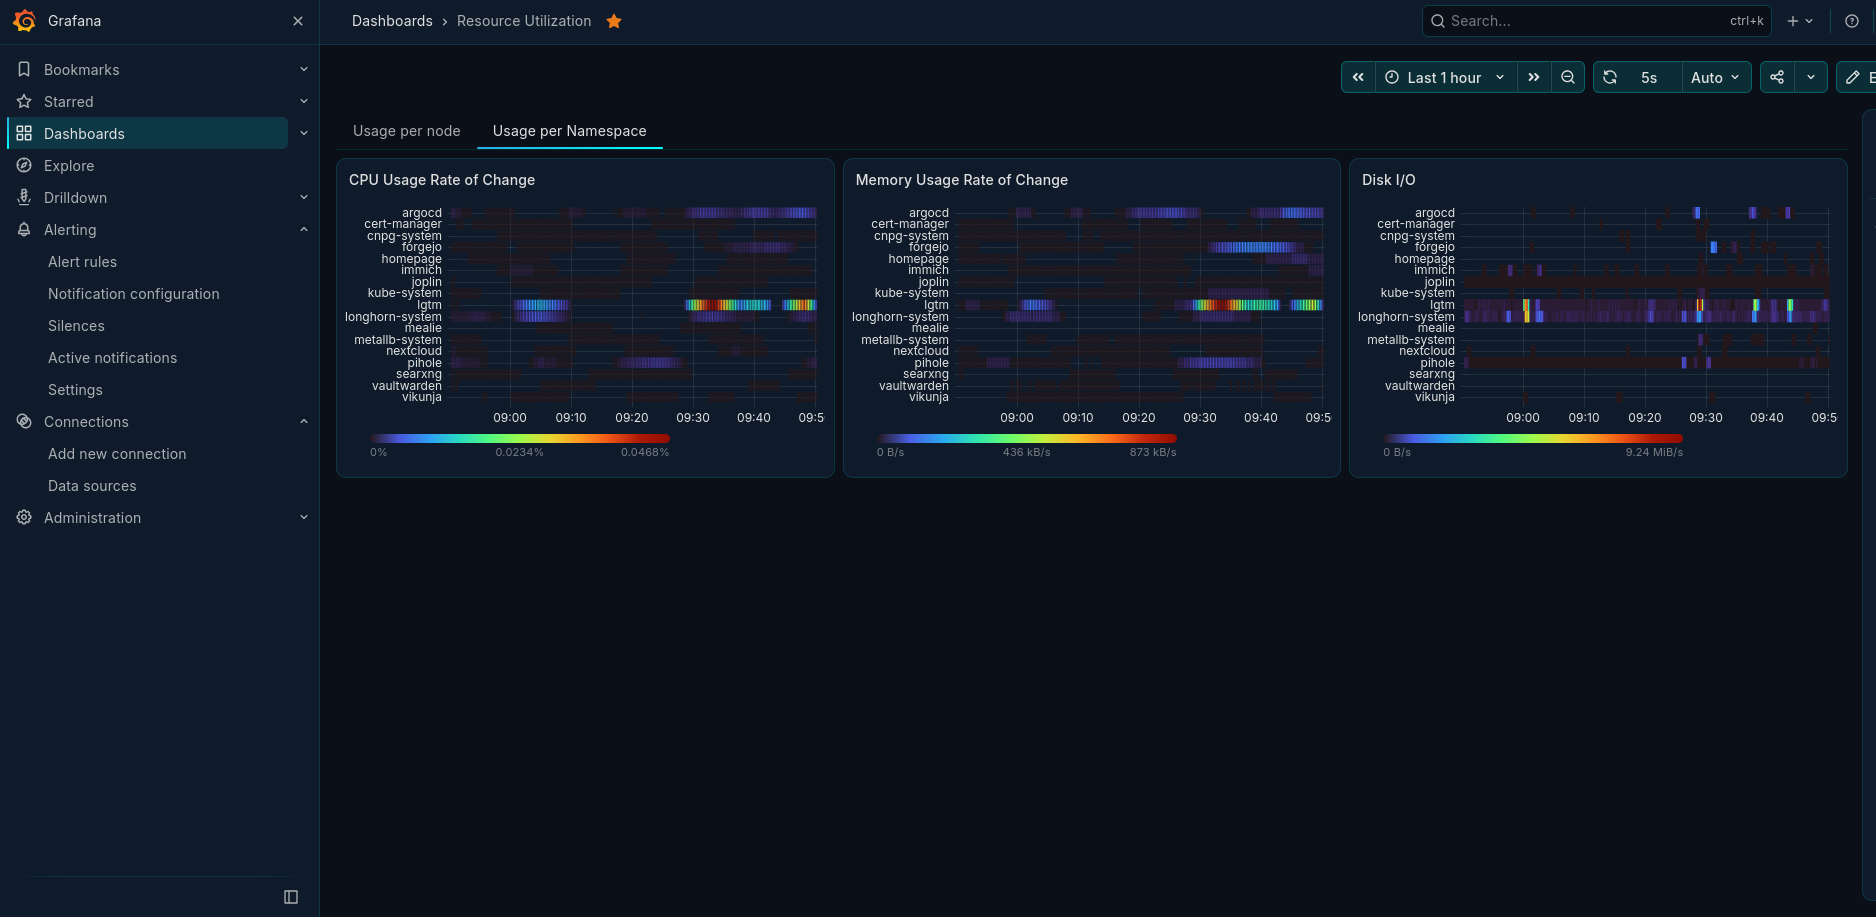 Grafana
Dashboards › Resource Utilization
Search...
ctrl+k
Bookmarks
Starred
Dashboards
Explore
Drilldown
Alerting
Alert rules
Notification configuration
Silences
Active notifications
Settings
Connections
Add new connection
Data sources
Administration
Last 1 hour
5s
Auto
E
Usage per node
Usage per Namespace
CPU Usage Rate of Change
argocd
cert-manager
cnpg-system
forgejo
homepage
immich
joplin
kube-system
lgtm
longhorn-system
mealie
metallb-system
nextcloud
pihole
searxng
vaultwarden
vikunja
09:00 09:10 09:20 09:30 09:40 09:5
0% 0.0234% 0.0468%
Memory Usage Rate of Change
argocd
cert-manager
cnpg-system
forgejo
homepage
immich
joplin
kube-system
lgtm
longhorn-system
mealie
metallb-system
nextcloud
pihole
searxng
vaultwarden
vikunja
09:00 09:10 09:20 09:30 09:40 09:5
0 B/s 436 kB/s 873 kB/s
Disk I/O
argocd
cert-manager
cnpg-system
forgejo
homepage
immich
joplin
kube-system
lgtm
longhorn-system
mealie
metallb-system
nextcloud
pihole
searxng
vaultwarden
vikunja
09:00 09:10 09:20 09:30 09:40 09:5
0 B/s 9.24 MiB/s